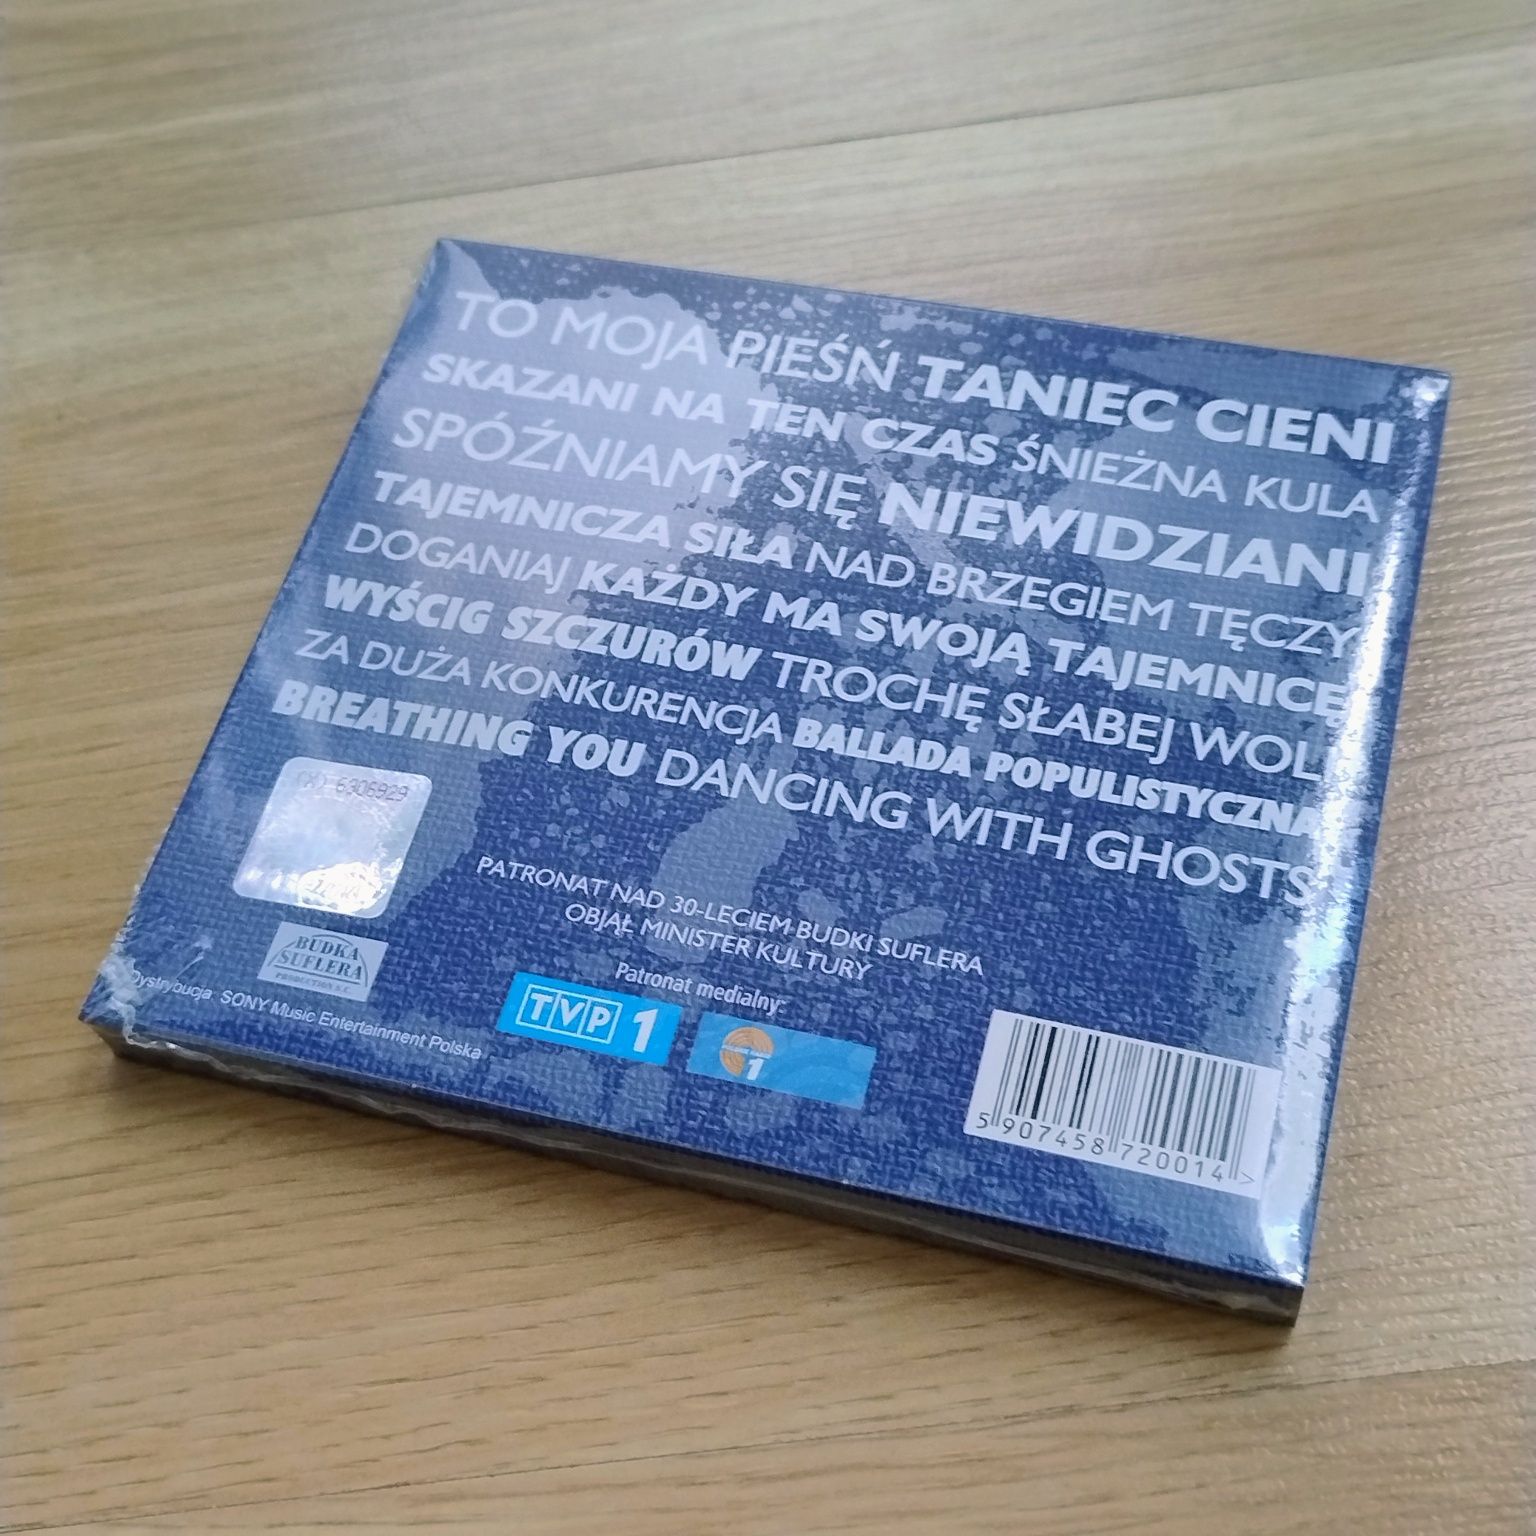 TO MOJA PIEŚŃ TANIEC CIENI
SKAZANI NA TEN CZAS ŚNIEŻNA KULA
SPÓŹNIAMY SIĘ NIEWIDZIANI
TAJEMNICZA SIŁA NAD BRZEGIEM TĘCZY
DOGANIAJ KAŻDY MA SWOJĄ TAJEMNICĘ
WYŚCIG SZCZURÓW TROCHĘ SŁABEJ WOLI
ZA DUŻA KONKURENCJA BALLADA POPULISTYCZNA
BREATHING YOU DANCING WITH GHOSTS
6306929
PATRONAT NAD 30-LECIEM BUDKI SUFLERA
OBJĄŁ MINISTER KULTURY
BUDKA
SUFLERA
PRODUCTION S.C.
Dystrybucja: SONY Music Entertainment Polska
Patronat medialny:
TVP 1
1
5 907458 720014 >